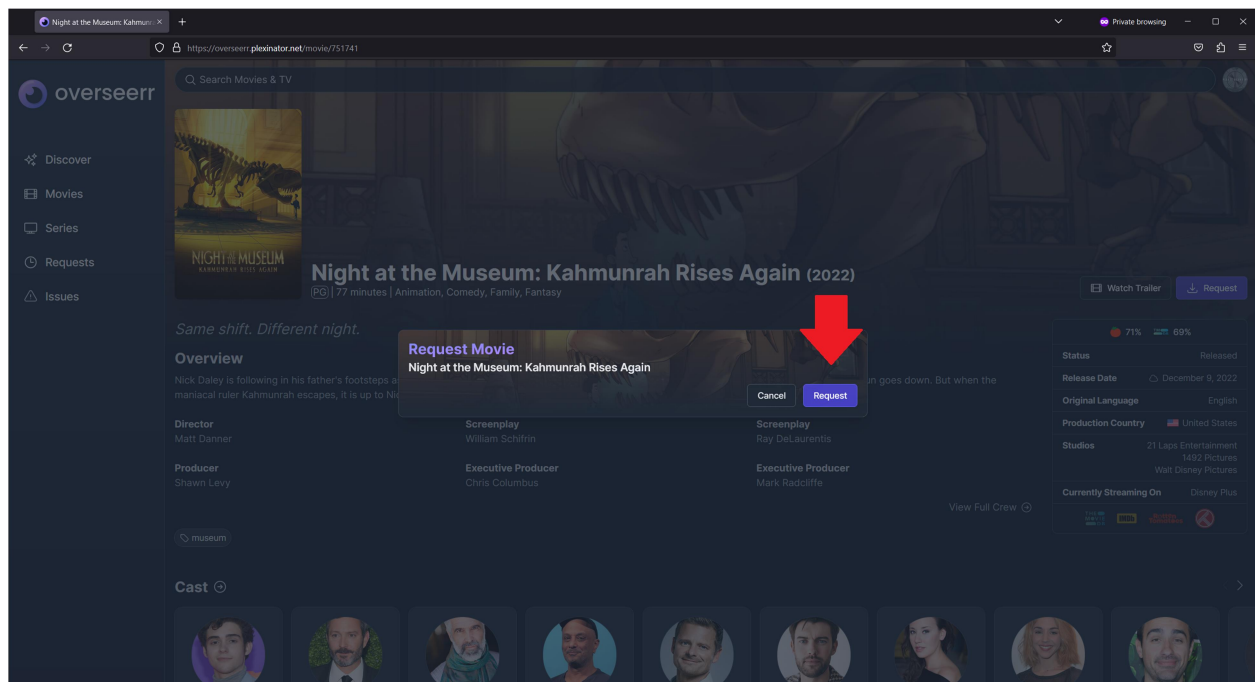 Night at the Museum: Kahmunr
Private browsing
https://overseerr.plexinator.net/movie/751741
overseerr
Search Movies & TV
Discover
Movies
Series
Requests
Issues
NIGHT AT THE MUSEUM
KAHMUNRAH RISES AGAIN
Night at the Museum: Kahmunrah Rises Again (2022)
PG | 77 minutes | Animation, Comedy, Family, Fantasy
Watch Trailer
Request
Same shift. Different night.
Overview
Nick Daley is following in his father's footsteps a
un goes down. But when the
maniacal ruler Kahmunrah escapes, it is up to Ni
Request Movie
Night at the Museum: Kahmunrah Rises Again
Cancel
Request
Director
Matt Danner
Screenplay
William Schifrin
Screenplay
Ray DeLaurentis
Producer
Shawn Levy
Executive Producer
Chris Columbus
Executive Producer
Mark Radcliffe
View Full Crew
museum
71% 69%
Status Released
Release Date December 9, 2022
Original Language English
Production Country United States
Studios 21 Laps Entertainment
1492 Pictures
Walt Disney Pictures
Currently Streaming On Disney Plus
IMDb
Cast